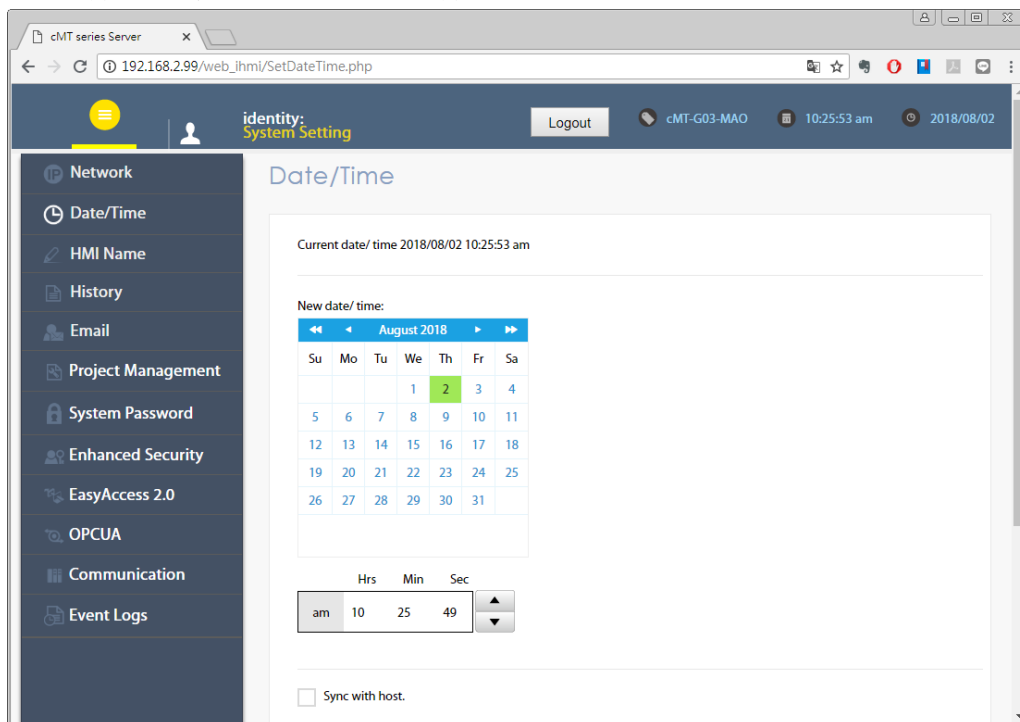 cMT series Server
192.168.2.99/web_ihmi/SetDateTime.php
identity:
System Setting
Logout
cMT-G03-MAO
10:25:53 am
2018/08/02
Network
Date/Time
HMI Name
History
Email
Project Management
System Password
Enhanced Security
EasyAccess 2.0
OPCUA
Communication
Event Logs
Date/Time
Current date/ time 2018/08/02 10:25:53 am
New date/ time:
August 2018
Su Mo Tu We Th Fr Sa
1 2 3 4
5 6 7 8 9 10 11
12 13 14 15 16 17 18
19 20 21 22 23 24 25
26 27 28 29 30 31
Hrs Min Sec
am 10 25 49
Sync with host.